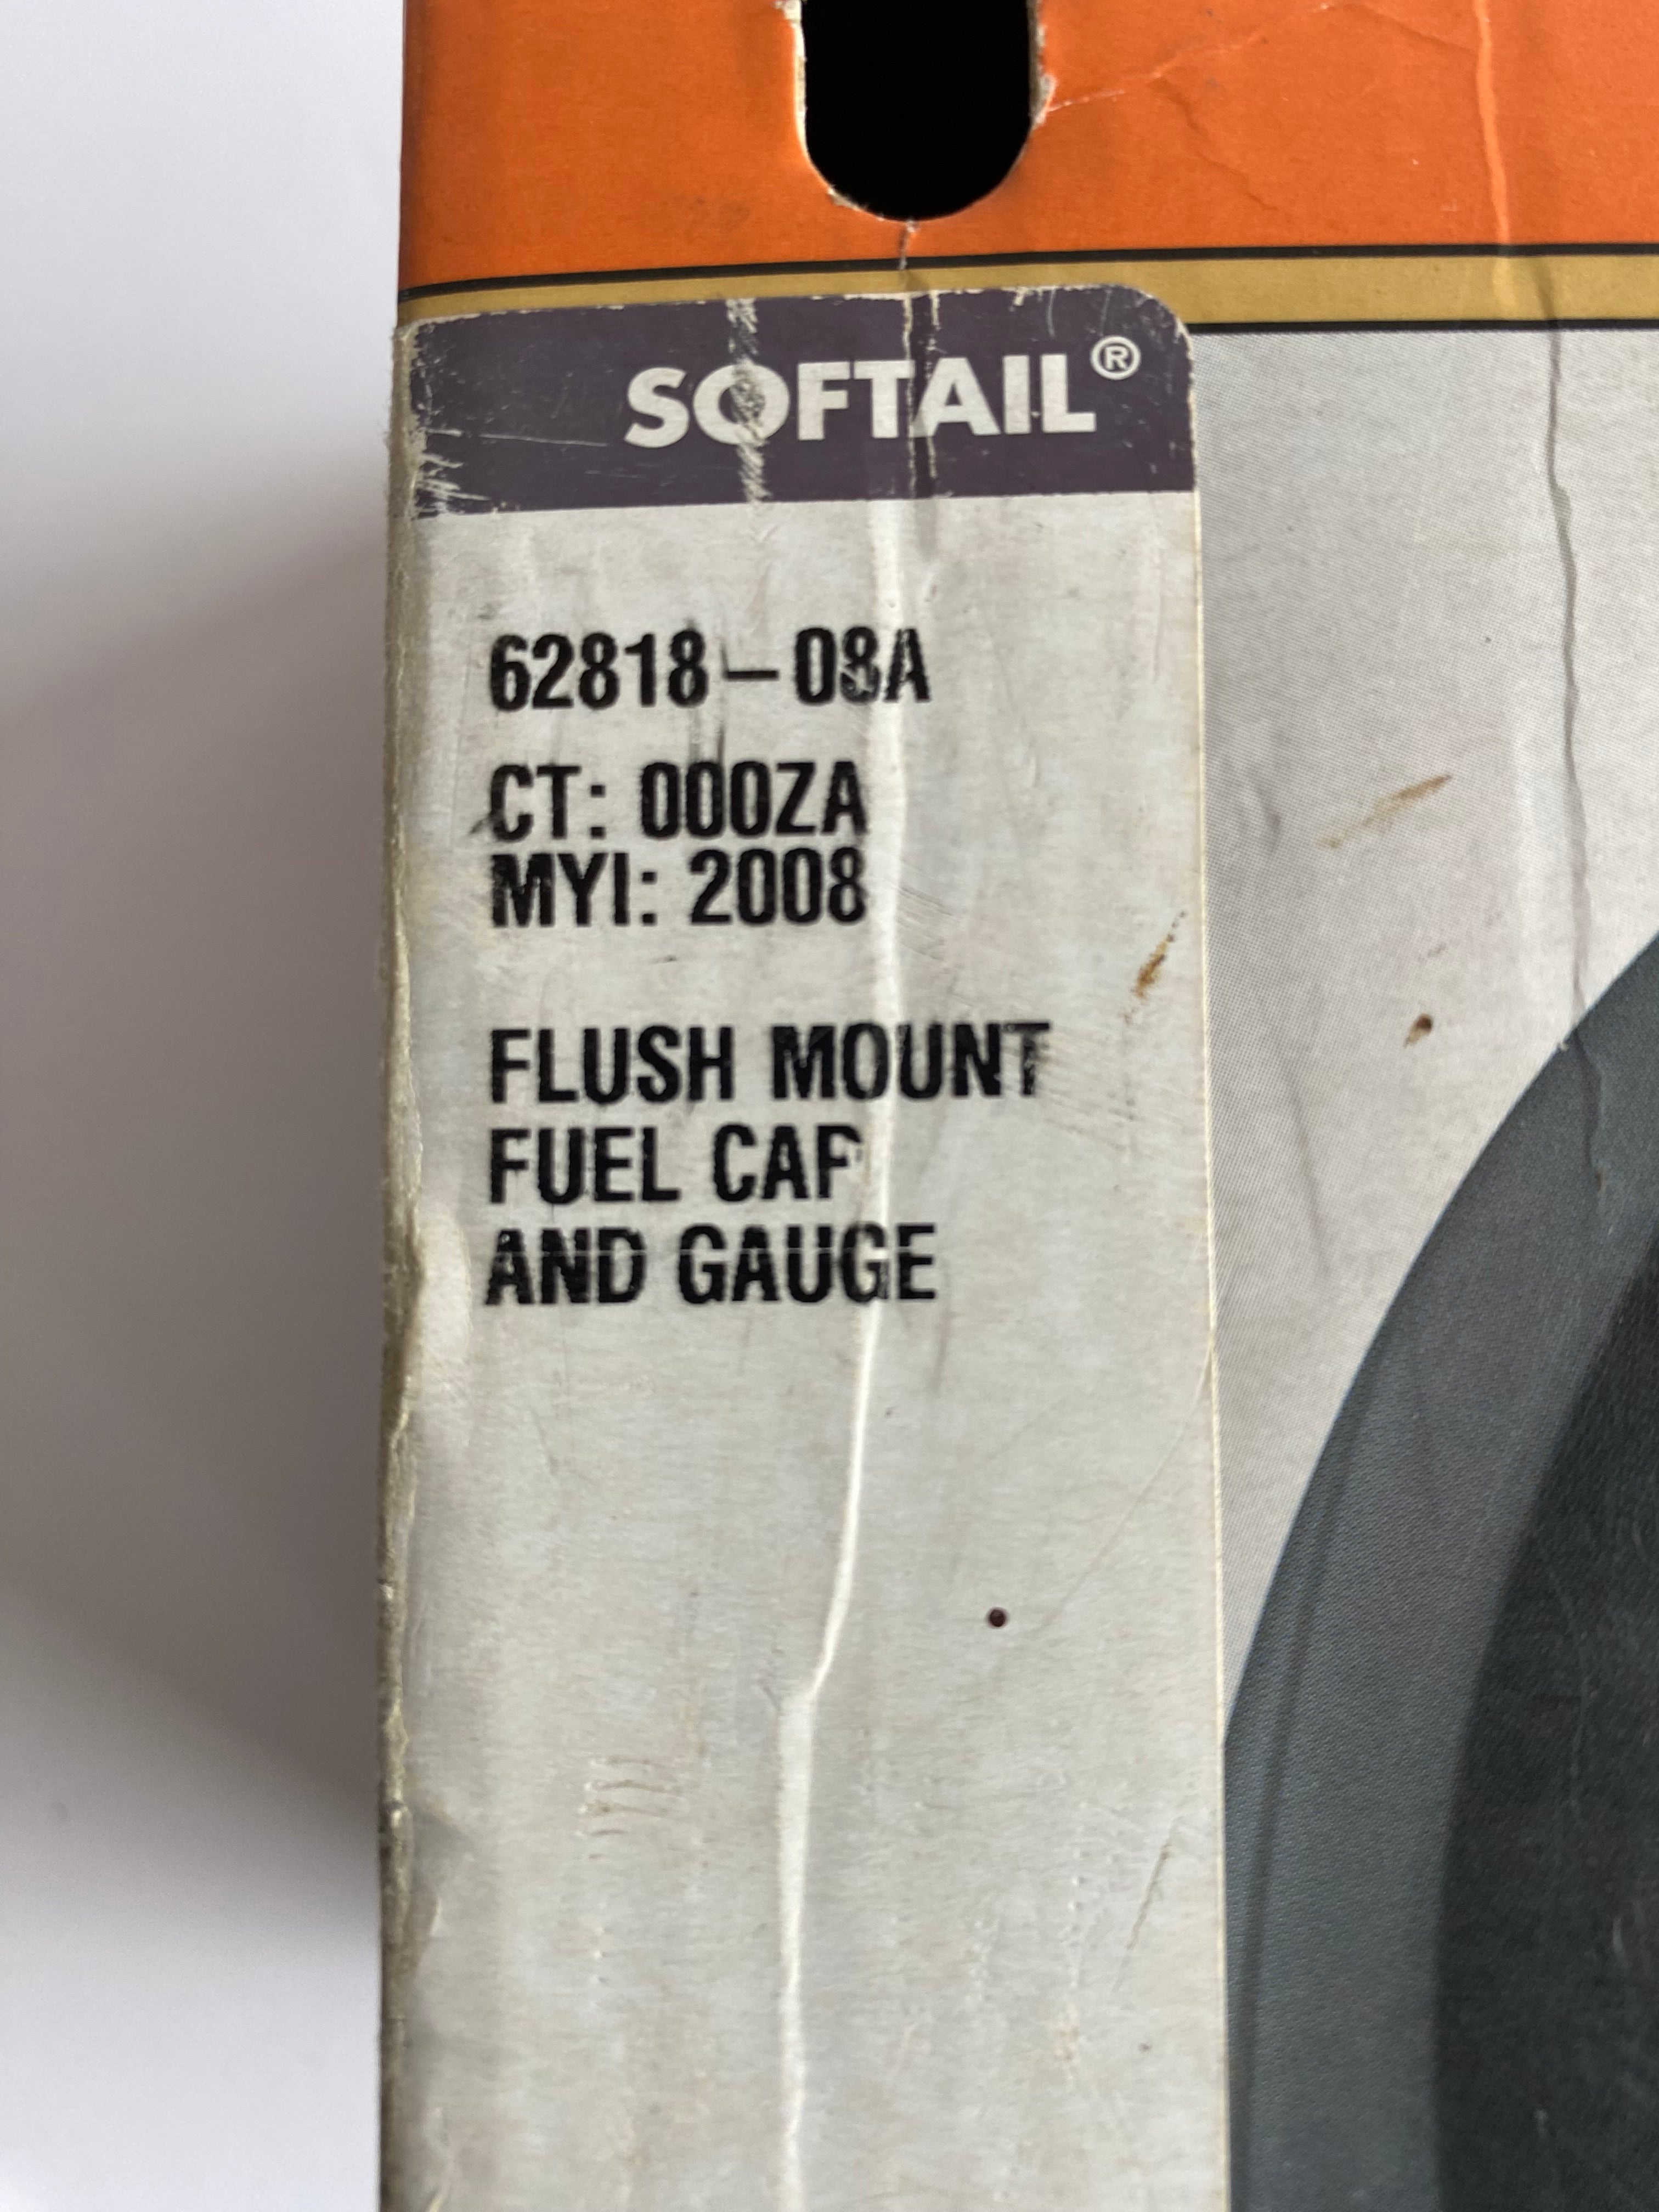 SOFTAIL®
62818-08A
CT: 000ZA
MYI: 2008
FLUSH MOUNT
FUEL CAP
AND GAUGE